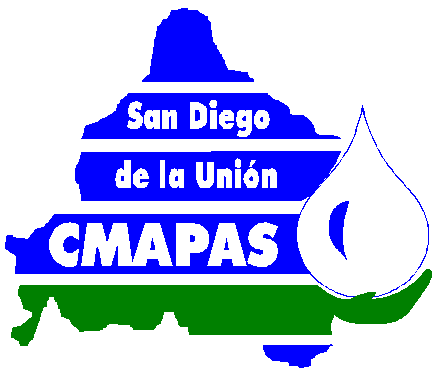 San Diego
de la Unión
CMAPAS